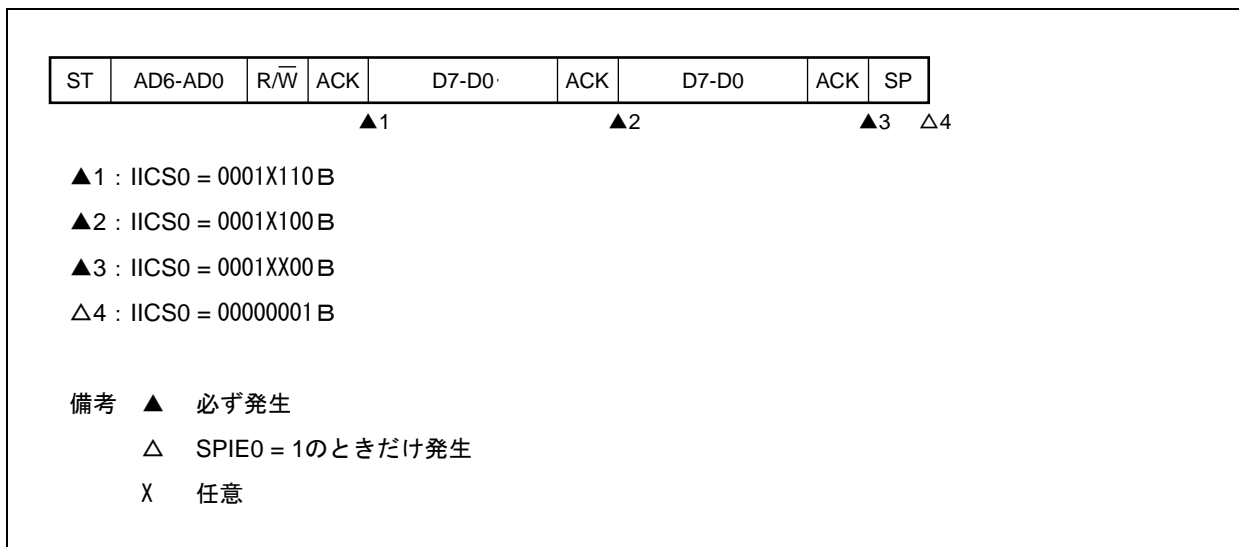 ST AD6-AD0 R/W̅ ACK D7-D0 ACK D7-D0 ACK SP
▲1 ▲2 ▲3 △4
▲1：IICS0 = 0001X110B
▲2：IICS0 = 0001X100B
▲3：IICS0 = 0001XX00B
△4：IICS0 = 00000001B
備考 ▲ 必ず発生
△ SPIE0 = 1のときだけ発生
X 任意